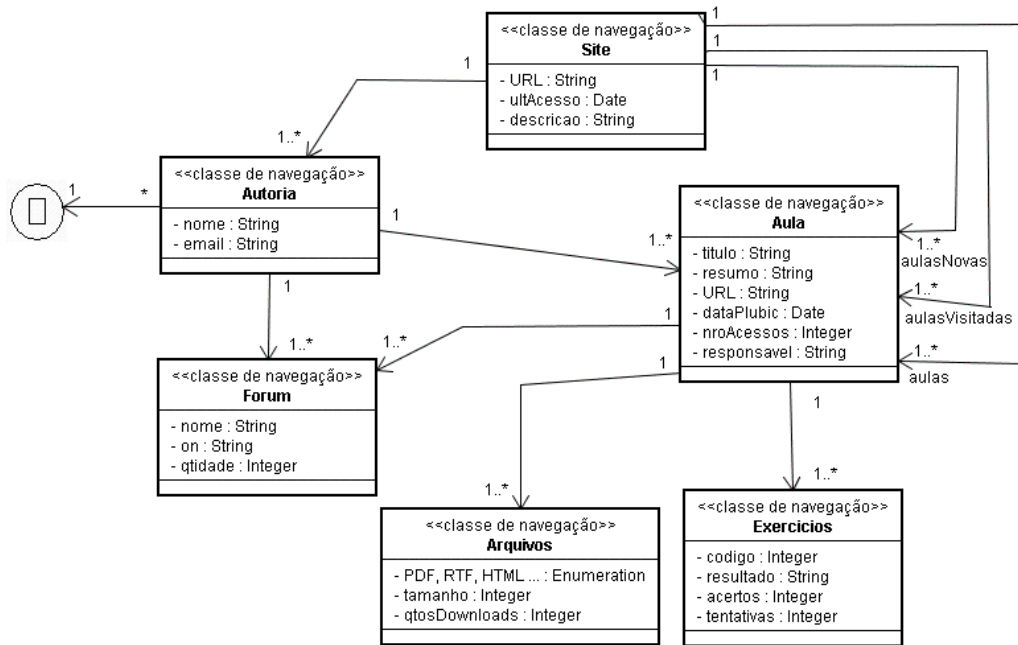 <<classe de navegação>>
Site
- URL : String
- ultAcesso : Date
- descricao : String
1
1
1
1
1..*
<<classe de navegação>>
Autoria
- nome : String
- email : String
1
*
1
1..*
<<classe de navegação>>
Aula
- titulo : String
- resumo : String
- URL : String
- dataPlubic : Date
- nroAcessos : Integer
- responsavel : String
1..*
aulasNovas
1..*
aulasVisitadas
1..*
aulas
1
1..*
1
1..*
<<classe de navegação>>
Forum
- nome : String
- on : String
- qtidade : Integer
1
1
1..*
1..*
<<classe de navegação>>
Arquivos
- PDF, RTF, HTML ... : Enumeration
- tamanho : Integer
- qtosDownloads : Integer
<<classe de navegação>>
Exercicios
- codigo : Integer
- resultado : String
- acertos : Integer
- tentativas : Integer